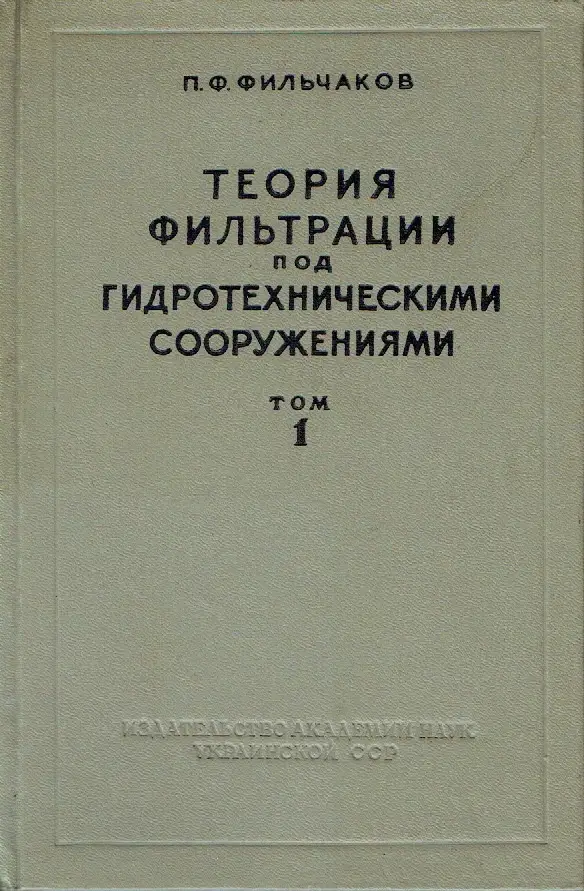 П.Ф.ФИЛЬЧАКОВ
ТЕОРИЯ
ФИЛЬТРАЦИИ
ПОД
ГИДРОТЕХНИЧЕСКИМИ
СООРУЖЕНИЯМИ
ТОМ
1
ИЗДАТЕЛЬСТВО АКАДЕМИИ НАУК
УКРАИНСКОЙ ССР